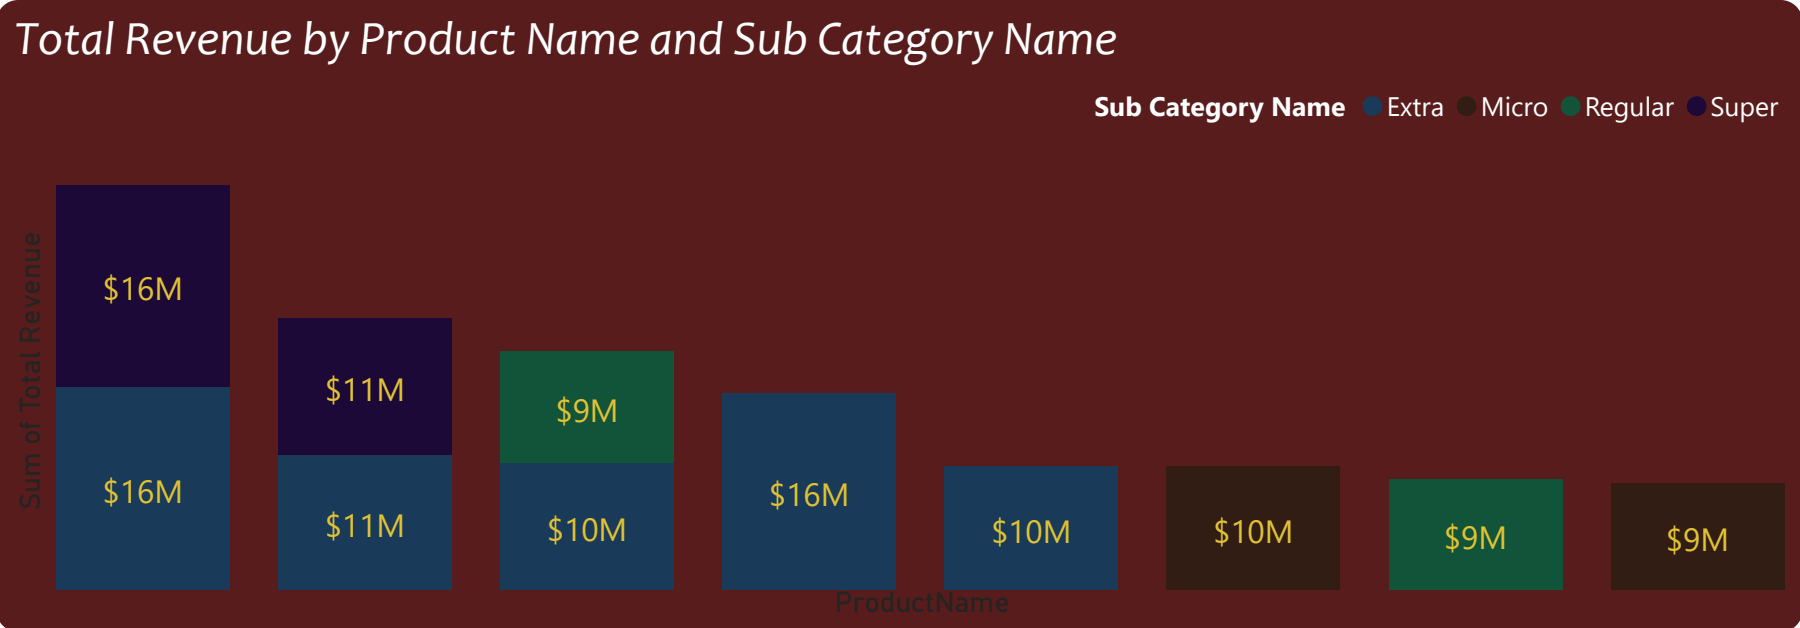 Total Revenue by Product Name and Sub Category Name
Sub Category Name Extra Micro Regular Super
Sum of Total Revenue
$16M
$16M
$11M
$11M
$9M
$10M
$16M
$10M
$10M
$9M
$9M
ProductName